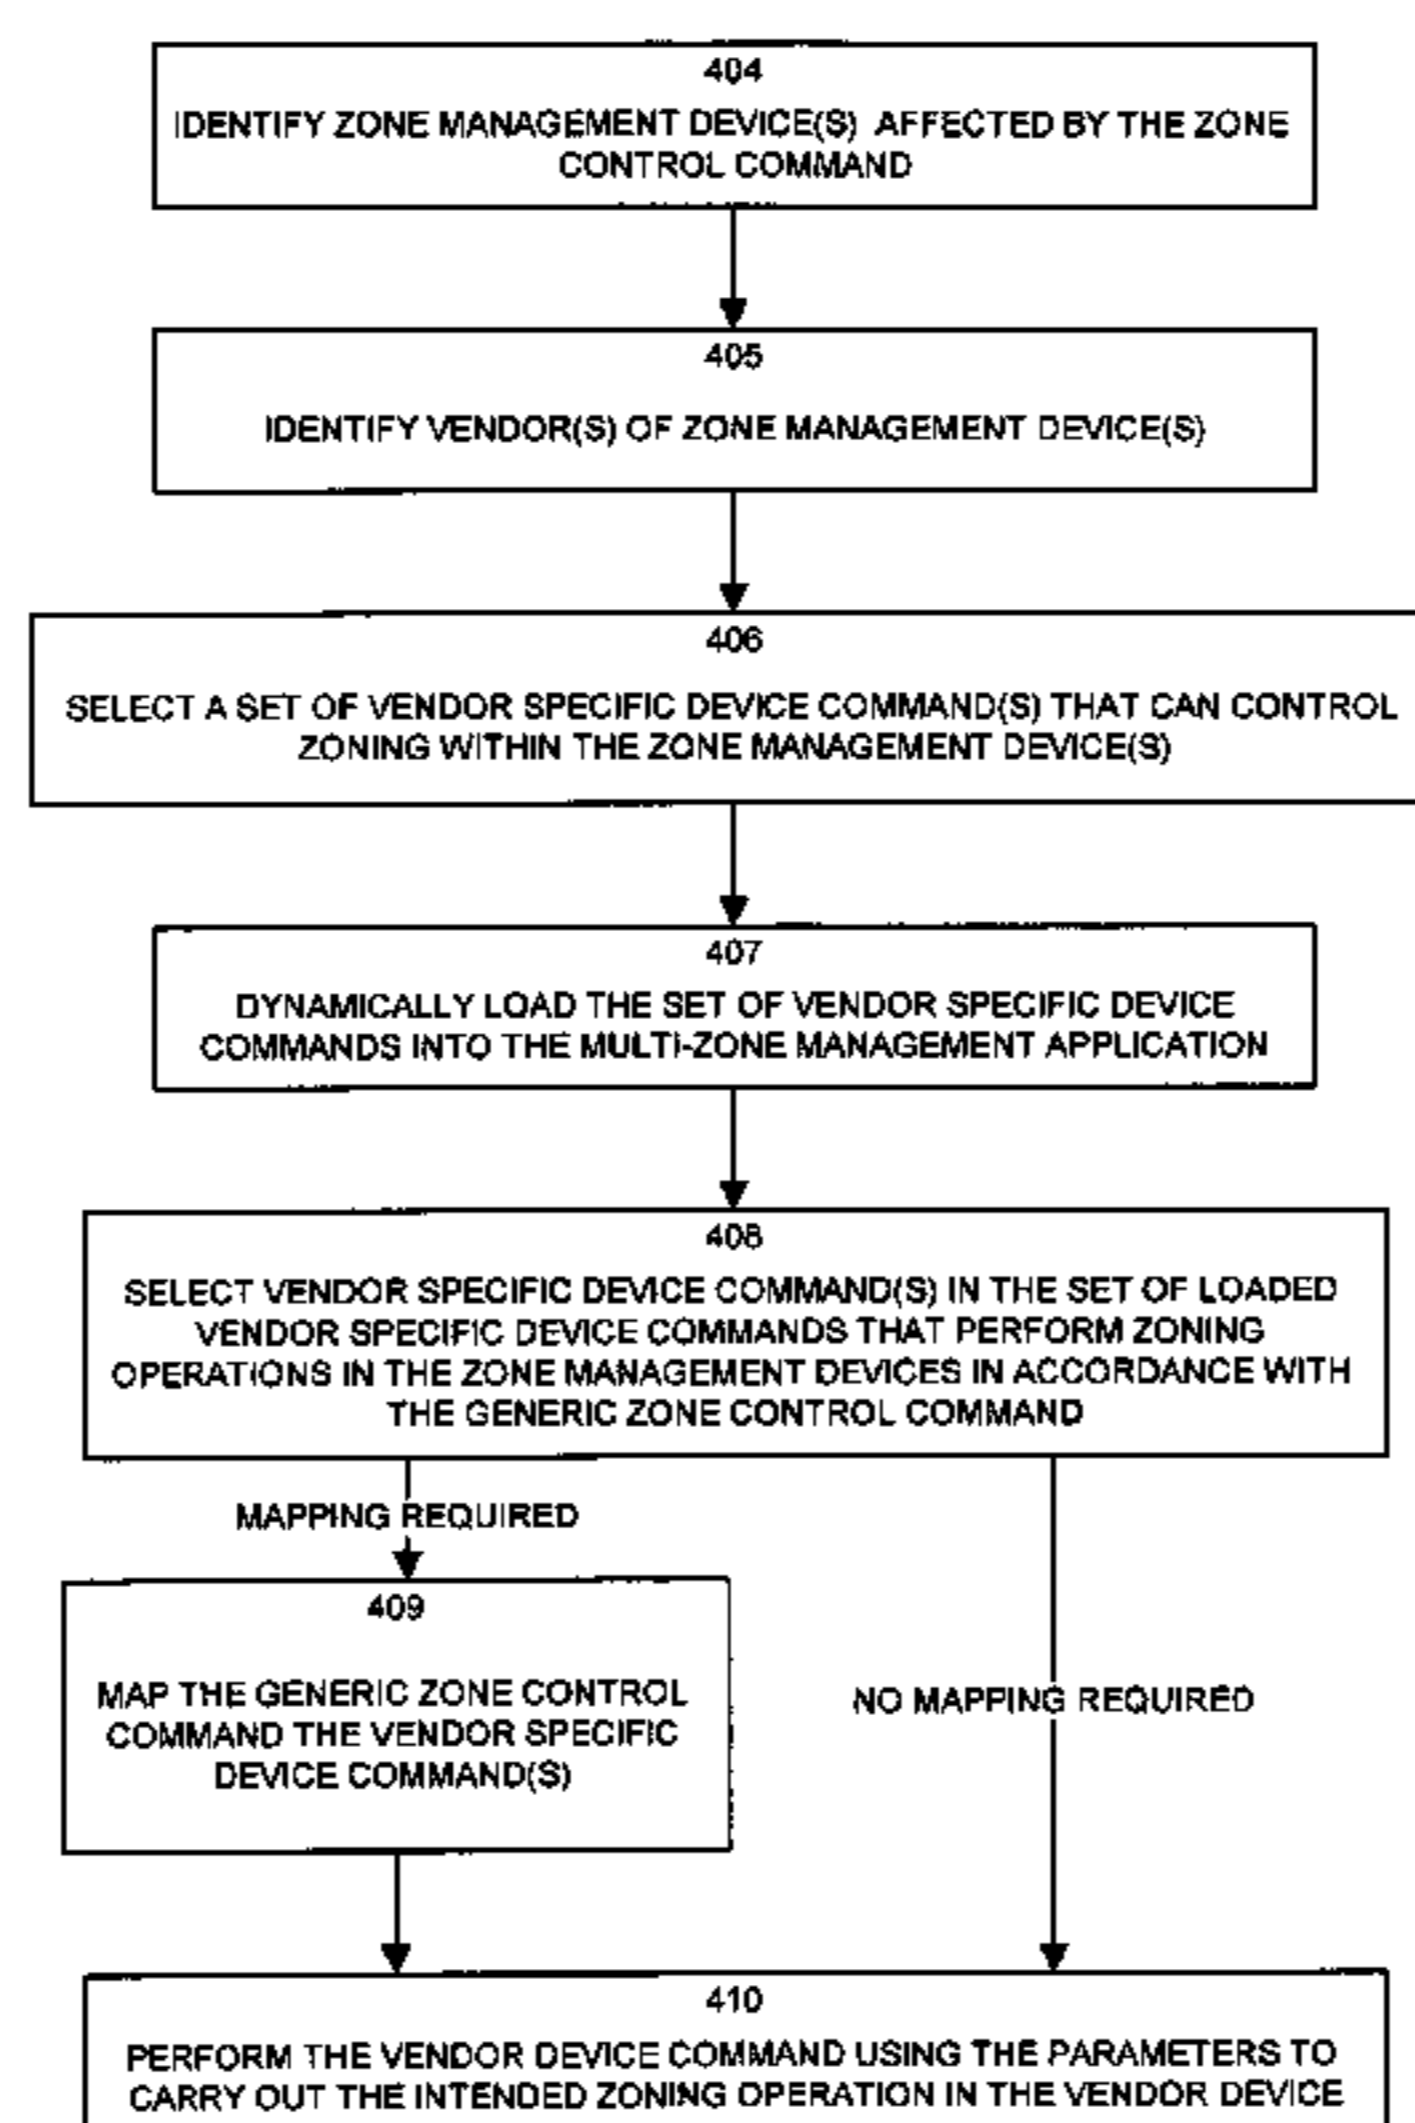 404
IDENTIFY ZONE MANAGEMENT DEVICE(S) AFFECTED BY THE ZONE
CONTROL COMMAND
405
IDENTIFY VENDOR(S) OF ZONE MANAGEMENT DEVICE(S)
406
SELECT A SET OF VENDOR SPECIFIC DEVICE COMMAND(S) THAT CAN CONTROL
ZONING WITHIN THE ZONE MANAGEMENT DEVICE(S)
407
DYNAMICALLY LOAD THE SET OF VENDOR SPECIFIC DEVICE
COMMANDS INTO THE MULTI-ZONE MANAGEMENT APPLICATION
408
SELECT VENDOR SPECIFIC DEVICE COMMAND(S) IN THE SET OF LOADED
VENDOR SPECIFIC DEVICE COMMANDS THAT PERFORM ZONING
OPERATIONS IN THE ZONE MANAGEMENT DEVICES IN ACCORDANCE WITH
THE GENERIC ZONE CONTROL COMMAND
MAPPING REQUIRED
409
MAP THE GENERIC ZONE CONTROL
COMMAND THE VENDOR SPECIFIC
DEVICE COMMAND(S)
NO MAPPING REQUIRED
410
PERFORM THE VENDOR DEVICE COMMAND USING THE PARAMETERS TO
CARRY OUT THE INTENDED ZONING OPERATION IN THE VENDOR DEVICE